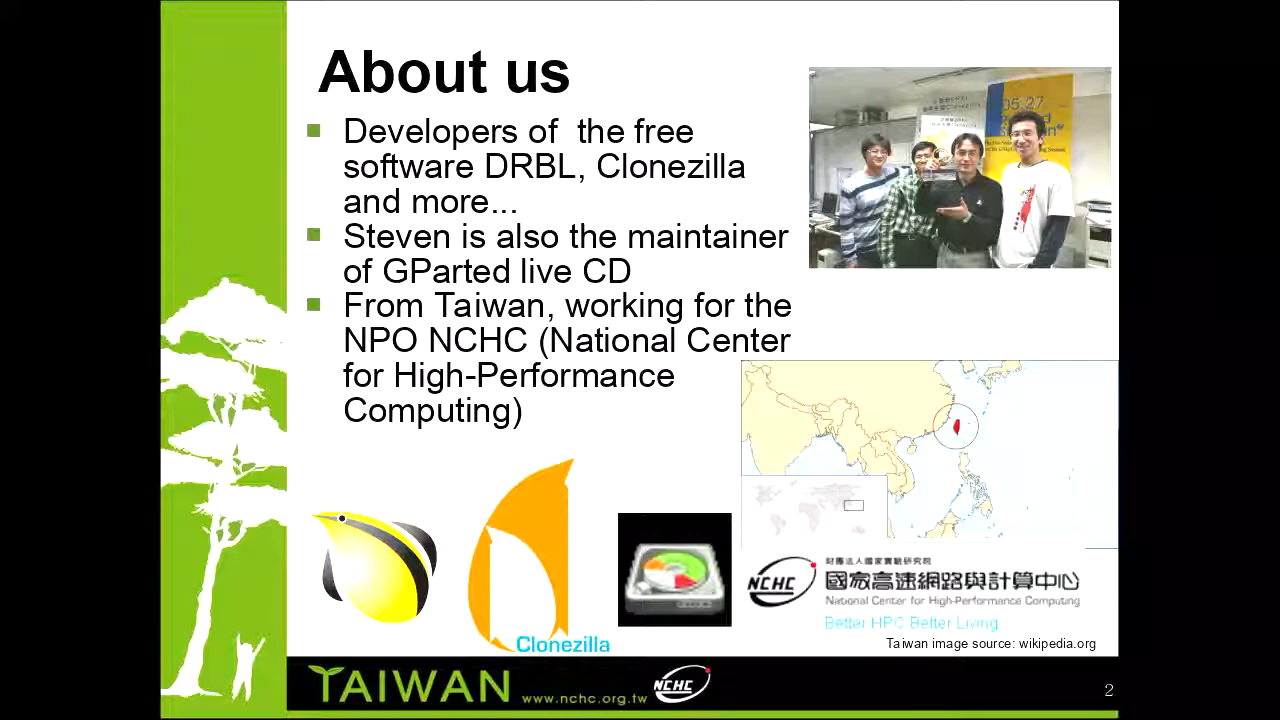 About us
Developers of the free
software DRBL, Clonezilla
and more...
Steven is also the maintainer
of GParted live CD
From Taiwan, working for the
NPO NCHC (National Center
for High-Performance
Computing)
05.27
Clonezilla
NCHC
財團法人國家實驗研究院
國家高速網路與計算中心
National Center for High-Performance Computing
Better HPC Better Living
Taiwan image source: wikipedia.org
TAIWAN
www.nchc.org.tw
NCHC
2